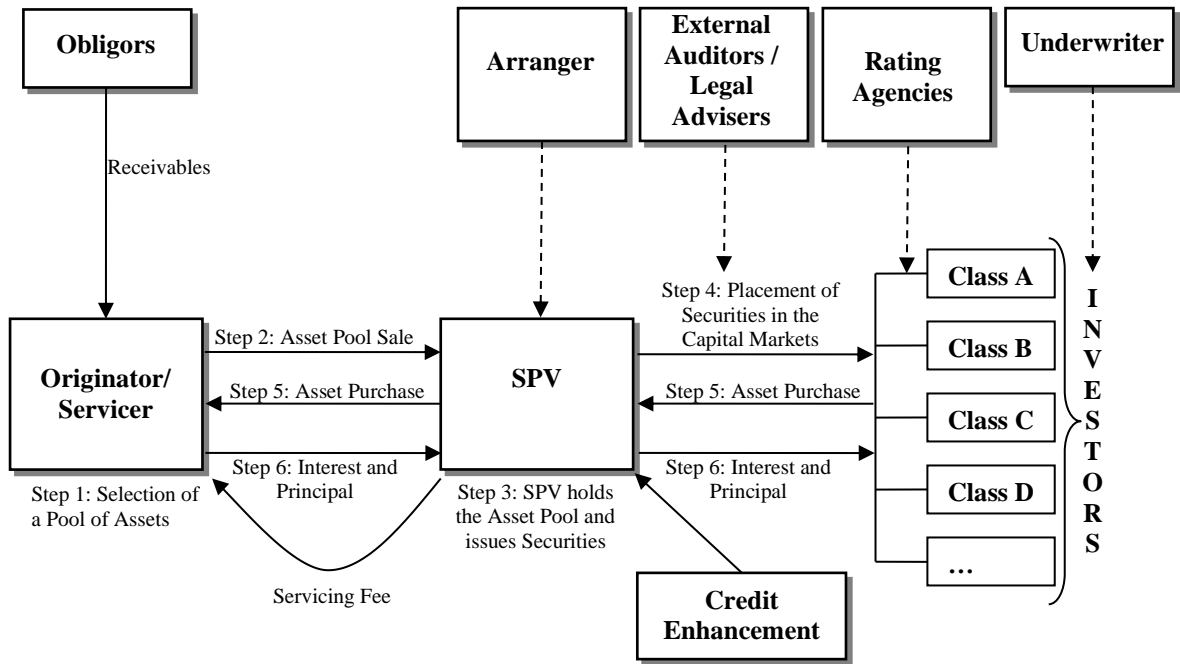 Obligors
Arranger
External
Auditors /
Legal
Advisers
Rating
Agencies
Underwriter
Receivables
Step 4: Placement of
Securities in the
Capital Markets
Originator/
Servicer
Step 2: Asset Pool Sale
Step 5: Asset Purchase
Step 6: Interest and
Principal
Step 1: Selection of
a Pool of Assets
SPV
Step 3: SPV holds
the Asset Pool and
issues Securities
Step 5: Asset Purchase
Step 6: Interest and
Principal
Servicing Fee
Credit
Enhancement
Class A
Class B
Class C
Class D
…
I
N
V
E
S
T
O
R
S